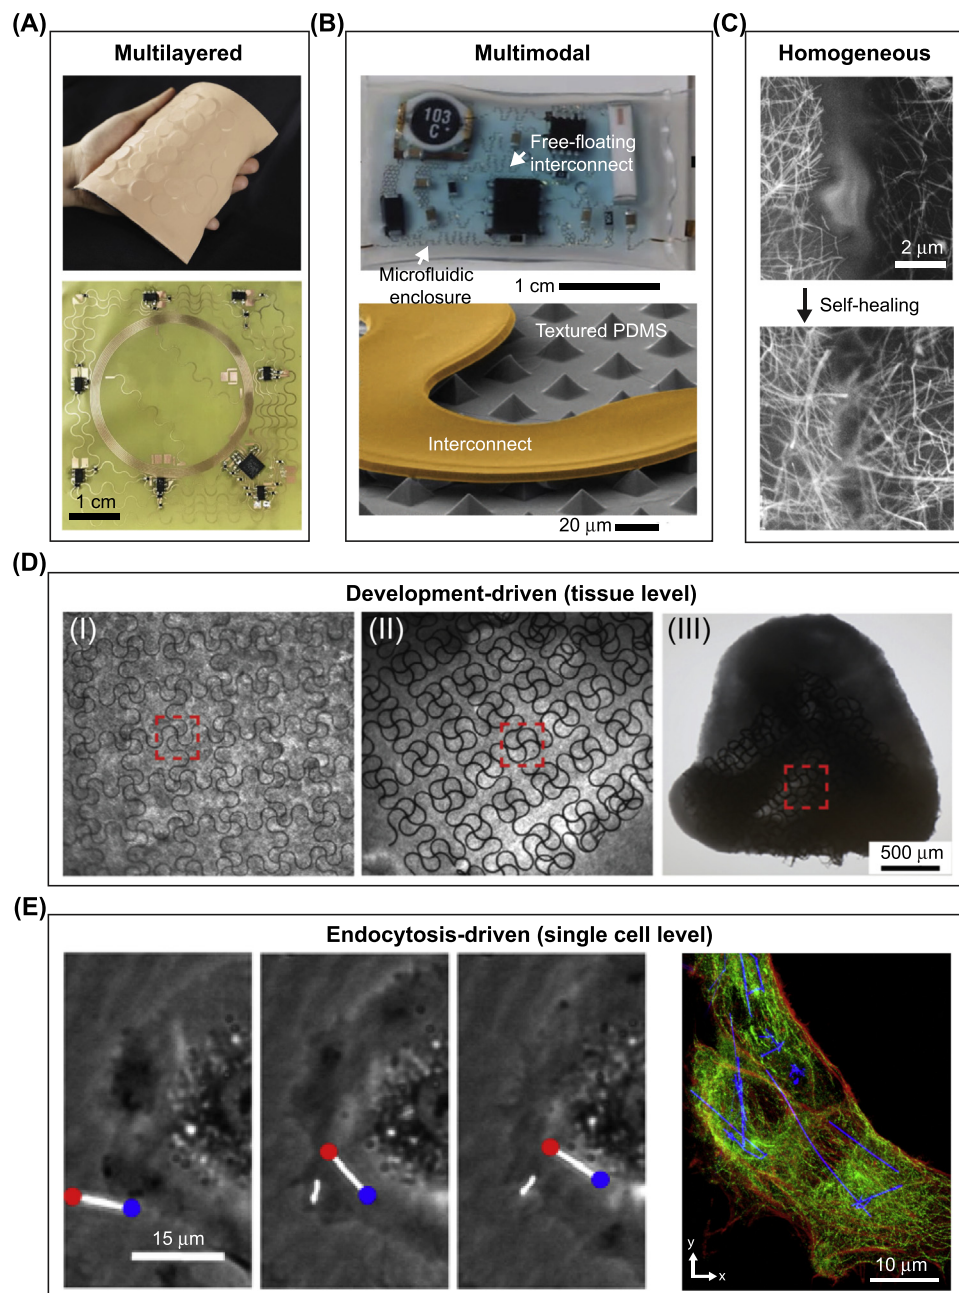 (A)
Multilayered
1 cm
(B)
Multimodal
103
C
Free-floating
interconnect
Microfluidic
enclosure
1 cm
Textured PDMS
Interconnect
20 μm
(C)
Homogeneous
2 μm
Self-healing
(D)
Development-driven (tissue level)
(I)
(II)
(III)
500 μm
(E)
Endocytosis-driven (single cell level)
15 μm
y
x
10 μm